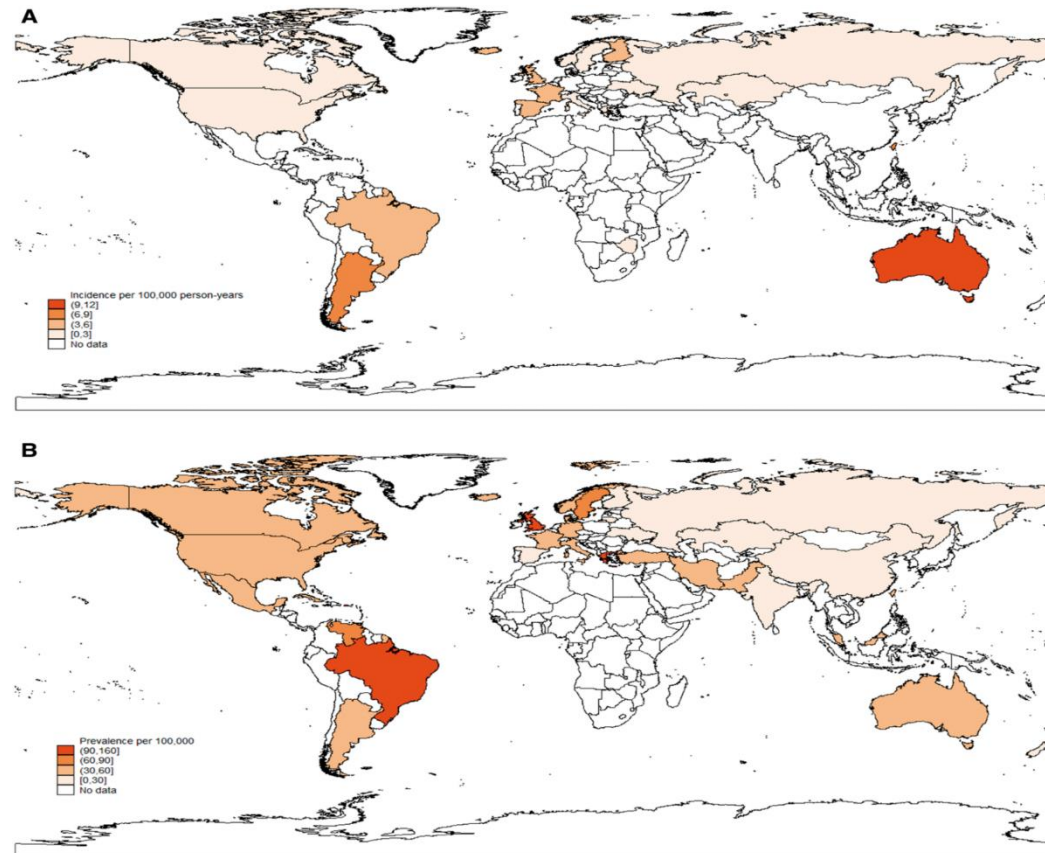 A
Incidence per 100,000 person-years
(9,12]
(6,9]
(3,6]
[0,3]
No data
B
Prevalence per 100,000
(90,160]
(60,90]
(30,60]
[0,30]
No data